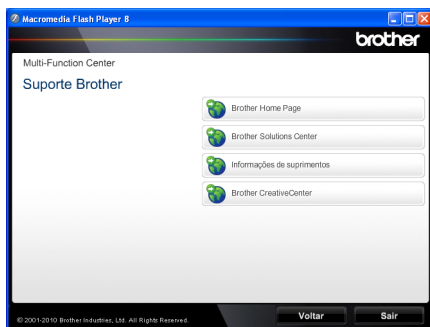 Macromedia Flash Player 8
brother
Multi-Function Center
Suporte Brother
Brother Home Page
Brother Solutions Center
Informações de suprimentos
Brother CreativeCenter
© 2001-2010 Brother Industries, Ltd. All Rights Reserved.
Voltar
Sair